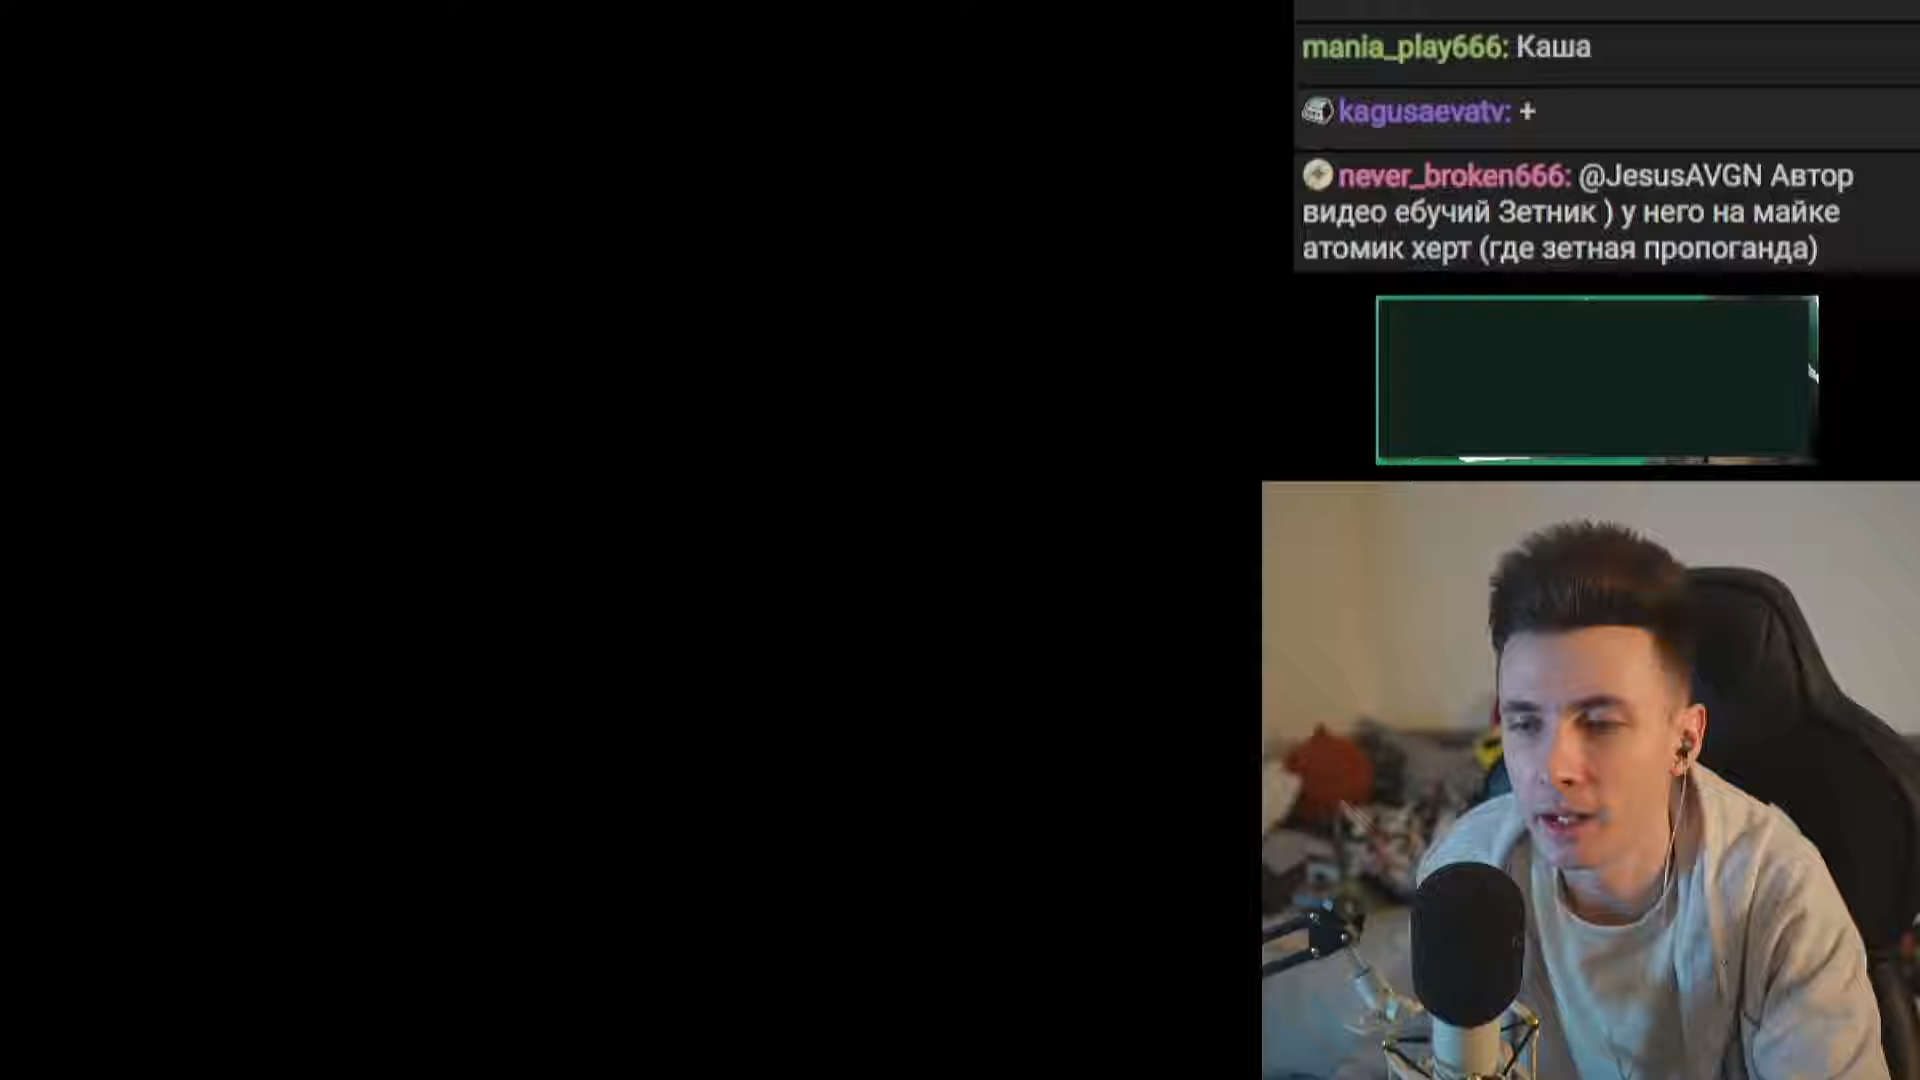 mania_play666: Каша
kagusaevatv: +
never_broken666: @JesusAVGN Автор
видео ебучий Зетник ) у него на майке
атомик херт (где зетная пропоганда)